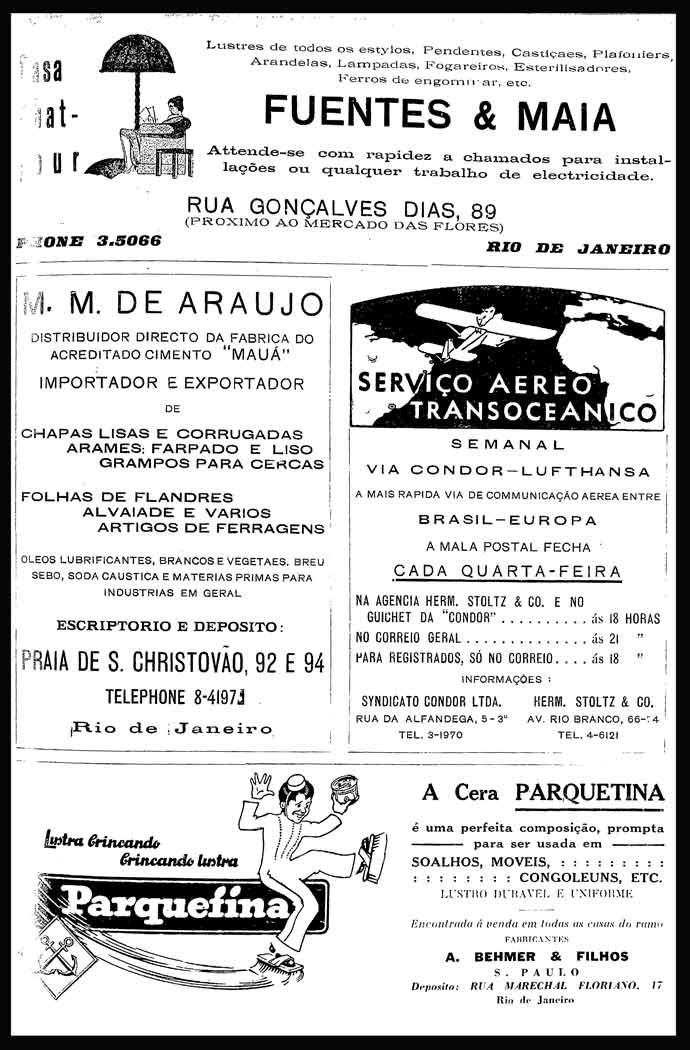 Lustres de todos os estylos, Pendentes, Castiçaes, Plafoniers,
Arandelas, Lampadas, Fogareiros, Esterilisadores,
Ferros de engommar, etc.
FUENTES & MAIA
Attende-se com rapidez a chamados para instal-
lações ou qualquer trabalho de electricidade.
RUA GONÇALVES DIAS, 89
(PROXIMO AO MERCADO DAS FLORES)
PHONE 3.5066
RIO DE JANEIRO
M. M. DE ARAUJO
DISTRIBUIDOR DIRECTO DA FABRICA DO
ACREDITADO CIMENTO "MAUÁ"
IMPORTADOR E EXPORTADOR
DE
CHAPAS LISAS E CORRUGADAS
ARAMES; FARPADO E LISO
GRAMPOS PARA CERCAS
FOLHAS DE FLANDRES
ALVAIADE E VARIOS
ARTIGOS DE FERRAGENS
OLEOS LUBRIFICANTES, BRANCOS E VEGETAES. BREU
SEBO, SODA CAUSTICA E MATERIAS PRIMAS PARA
INDUSTRIAS EM GERAL
ESCRIPTORIO E DEPOSITO:
PRAIA DE S. CHRISTOVÃO, 92 E 94
TELEPHONE 8-4971
Rio de Janeiro
SERVIÇO AEREO
TRANSOCEANICO
SEMANAL
VIA CONDOR-LUFTHANSA
A MAIS RAPIDA VIA DE COMMUNICAÇÃO AEREA ENTRE
BRASIL-EUROPA
A MALA POSTAL FECHA
CADA QUARTA-FEIRA
NA AGENCIA HERM. STOLTZ & CO. E NO
GUICHET DA "CONDOR" .......... ás 18 HORAS
NO CORREIO GERAL .............. ás 21 "
PARA REGISTRADOS, SÓ NO CORREIO.... ás 18 "
INFORMAÇÕES :
SYNDICATO CONDOR LTDA.
RUA DA ALFANDEGA, 5-3º
TEL. 3-1970
HERM. STOLTZ & CO.
AV. RIO BRANCO, 66-74
TEL. 4-6121
Lustra brincando
brincando lustra
Parquetina
A Cera PARQUETINA
é uma perfeita composição, prompta
para ser usada em
SOALHOS, MOVEIS, : : : : : : : : :
: : : : : : : : CONGOLEUNS, ETC.
LUSTRO DURAVEL E UNIFORME
Encontrada á venda em todas as casas do ramo
FABRICANTES
A. BEHMER & FILHOS
S. PAULO
Deposito: RUA MARECHAL FLORIANO, 17
Rio de Janeiro